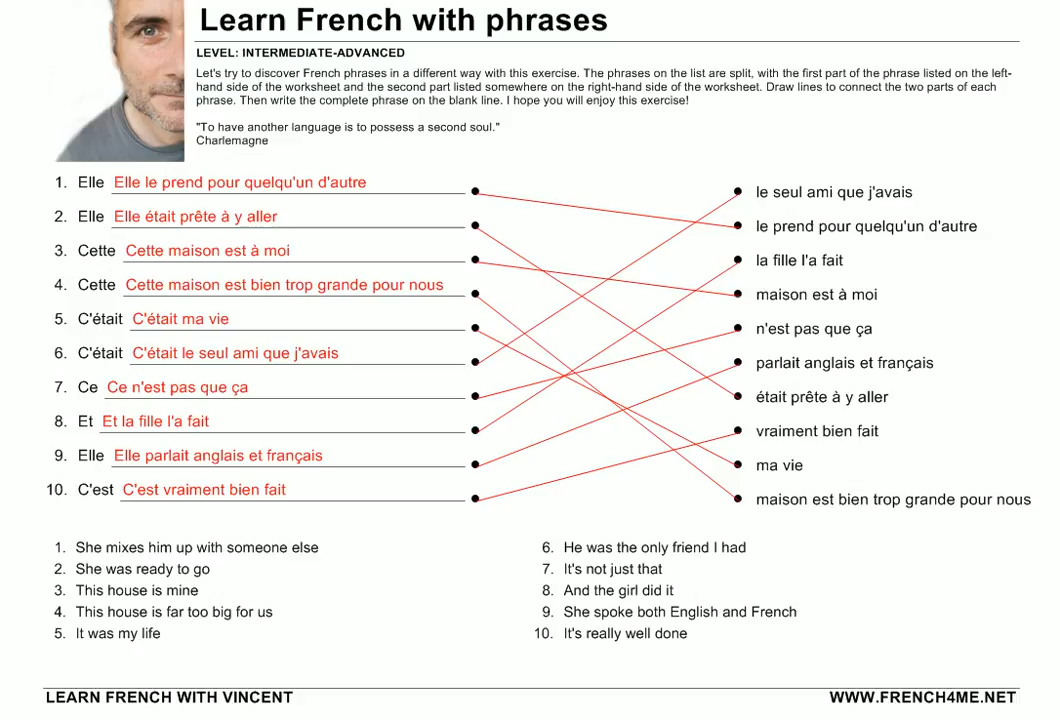 Learn French with phrases
LEVEL: INTERMEDIATE-ADVANCED
Let's try to discover French phrases in a different way with this exercise. The phrases on the list are split, with the first part of the phrase listed on the left-
hand side of the worksheet and the second part listed somewhere on the right-hand side of the worksheet. Draw lines to connect the two parts of each
phrase. Then write the complete phrase on the blank line. I hope you will enjoy this exercise!
"To have another language is to possess a second soul."
Charlemagne
1. Elle Elle le prend pour quelqu'un d'autre
2. Elle Elle était prête à y aller
3. Cette Cette maison est à moi
4. Cette Cette maison est bien trop grande pour nous
5. C'était C'était ma vie
6. C'était C'était le seul ami que j'avais
7. Ce Ce n'est pas que ça
8. Et Et la fille l'a fait
9. Elle Elle parlait anglais et français
10. C'est C'est vraiment bien fait
le seul ami que j'avais
le prend pour quelqu'un d'autre
la fille l'a fait
maison est à moi
n'est pas que ça
parlait anglais et français
était prête à y aller
vraiment bien fait
ma vie
maison est bien trop grande pour nous
1. She mixes him up with someone else
2. She was ready to go
3. This house is mine
4. This house is far too big for us
5. It was my life
6. He was the only friend I had
7. It's not just that
8. And the girl did it
9. She spoke both English and French
10. It's really well done
LEARN FRENCH WITH VINCENT
WWW.FRENCH4ME.NET